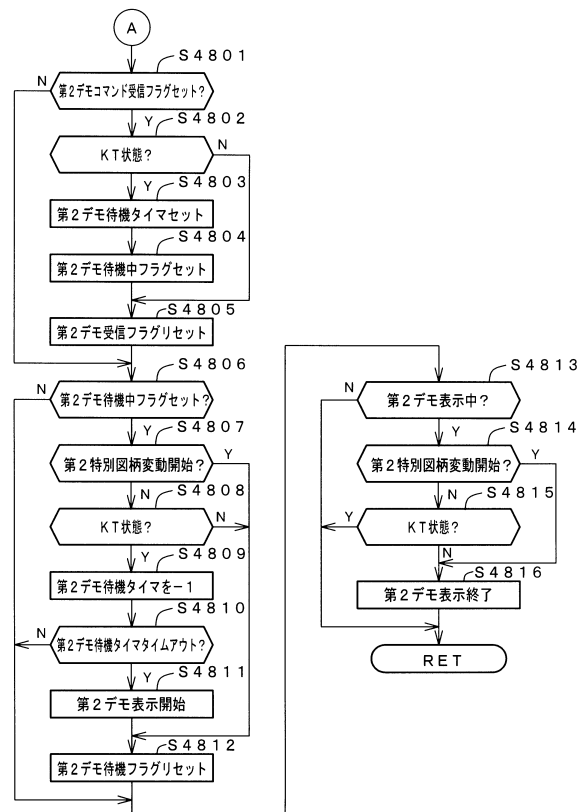 A
S4801
N
第2デモコマンド受信フラグセット?
Y
S4802
KT状態?
N
Y
S4803
第2デモ待機タイマセット
S4804
第2デモ待機中フラグセット
S4805
第2デモ受信フラグリセット
S4806
N
第2デモ待機中フラグセット?
Y
S4807
第2特別図柄変動開始?
Y
N
S4808
KT状態?
N
Y
S4809
第2デモ待機タイマを-1
S4810
N
第2デモ待機タイマタイムアウト?
Y
S4811
第2デモ表示開始
S4812
第2デモ待機フラグリセット
S4813
N
第2デモ表示中?
Y
S4814
第2特別図柄変動開始?
Y
N
S4815
Y
KT状態?
N
S4816
第2デモ表示終了
RET